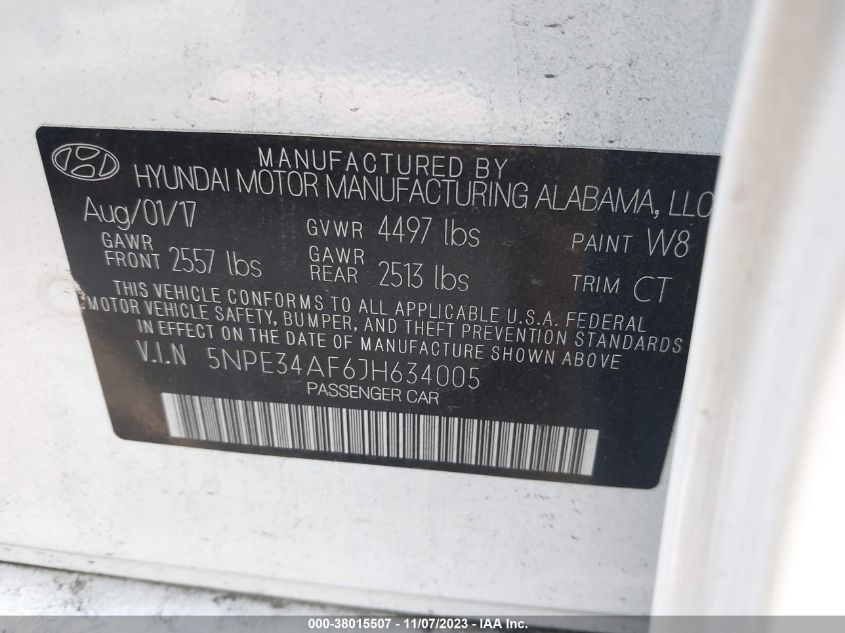 MANUFACTURED BY
HYUNDAI MOTOR MANUFACTURING ALABAMA, LLC
Aug/01/17 GVWR 4497 lbs PAINT W8
GAWR FRONT 2557 lbs GAWR REAR 2513 lbs TRIM CT
THIS VEHICLE CONFORMS TO ALL APPLICABLE U.S.A. FEDERAL
MOTOR VEHICLE SAFETY, BUMPER, AND THEFT PREVENTION STANDARDS
IN EFFECT ON THE DATE OF MANUFACTURE SHOWN ABOVE
V.I.N 5NPE34AF6JH634005
PASSENGER CAR
000-38015507 - 11/07/2023 - IAA Inc.